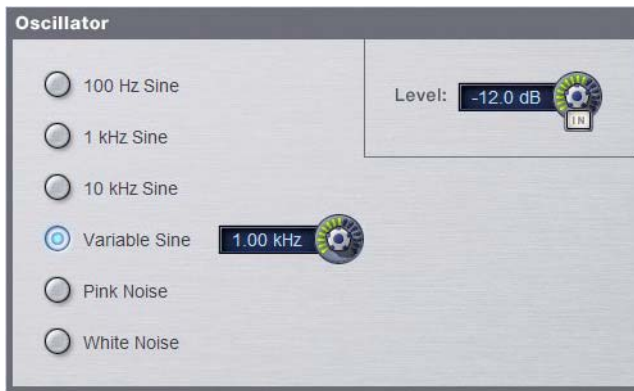 Oscillator
100 Hz Sine
Level: -12.0 dB
IN
1 kHz Sine
10 kHz Sine
Variable Sine 1.00 kHz
Pink Noise
White Noise